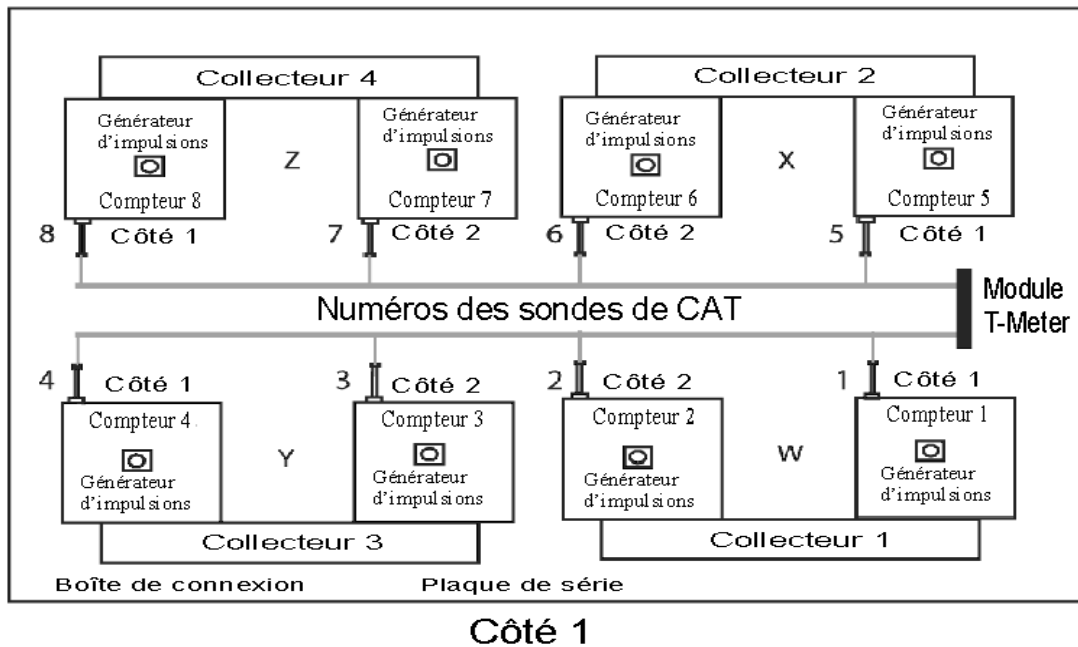 Collecteur 4
Collecteur 2
Générateur
d'impulsions
Compteur 8
Z
Générateur
d'impulsions
Compteur 7
Générateur
d'impulsions
Compteur 6
X
Générateur
d'impulsions
Compteur 5
8 Côté 1
7 Côté 2
6 Côté 2
5 Côté 1
Numéros des sondes de CAT
Module
T-Meter
4 Côté 1
3 Côté 2
2 Côté 2
1 Côté 1
Compteur 4
Générateur
d'impulsions
Y
Compteur 3
Générateur
d'impulsions
Compteur 2
Générateur
d'impulsions
W
Compteur 1
Générateur
d'impulsions
Collecteur 3
Collecteur 1
Boîte de connexion
Plaque de série
Côté 1